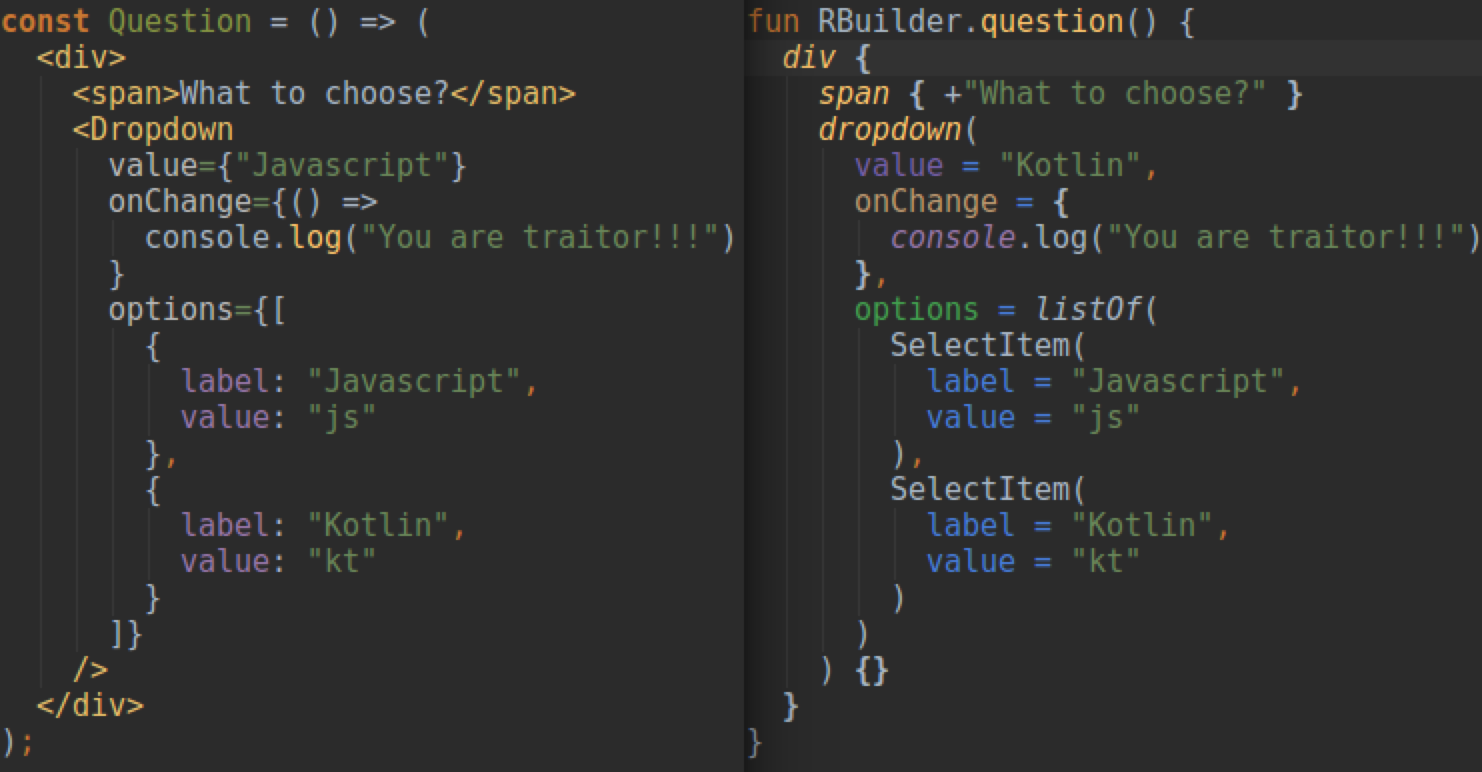 const Question = () => (
  <div>
    <span>What to choose?</span>
    <Dropdown
      value={"Javascript"}
      onChange={() =>
        console.log("You are traitor!!!")
      }
      options={[
        {
          label: "Javascript",
          value: "js"
        },
        {
          label: "Kotlin",
          value: "kt"
        }
      ]}
    />
  </div>
);
fun RBuilder.question() {
  div {
    span { +"What to choose?" }
    dropdown(
      value = "Kotlin",
      onChange = {
        console.log("You are traitor!!!")
      },
      options = listOf(
        SelectItem(
          label = "Javascript",
          value = "js"
        ),
        SelectItem(
          label = "Kotlin",
          value = "kt"
        )
      )
    ) {}
  }
}